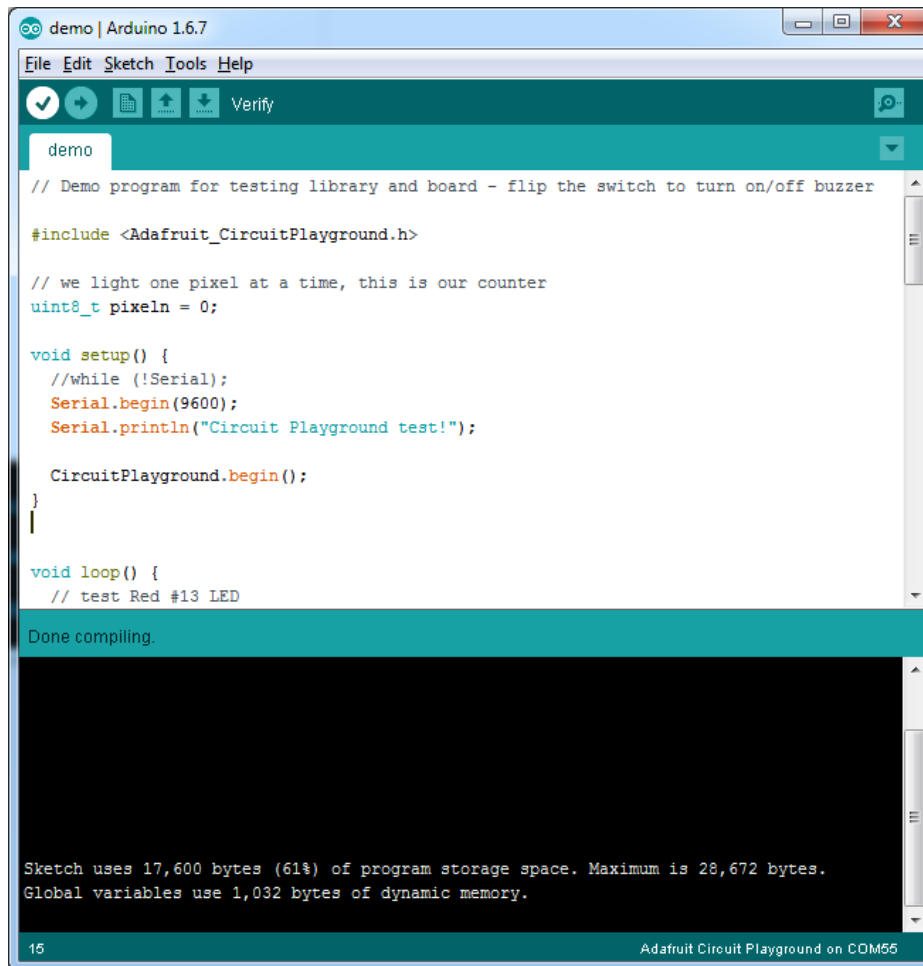 demo | Arduino 1.6.7
File Edit Sketch Tools Help
Verify
demo
// Demo program for testing library and board - flip the switch to turn on/off buzzer
#include <Adafruit_CircuitPlayground.h>
// we light one pixel at a time, this is our counter
uint8_t pixeln = 0;
void setup() {
  //while (!Serial);
  Serial.begin(9600);
  Serial.println("Circuit Playground test!");
  CircuitPlayground.begin();
}
void loop() {
  // test Red #13 LED
Done compiling.
Sketch uses 17,600 bytes (61%) of program storage space. Maximum is 28,672 bytes.
Global variables use 1,032 bytes of dynamic memory.
15 Adafruit Circuit Playground on COM55